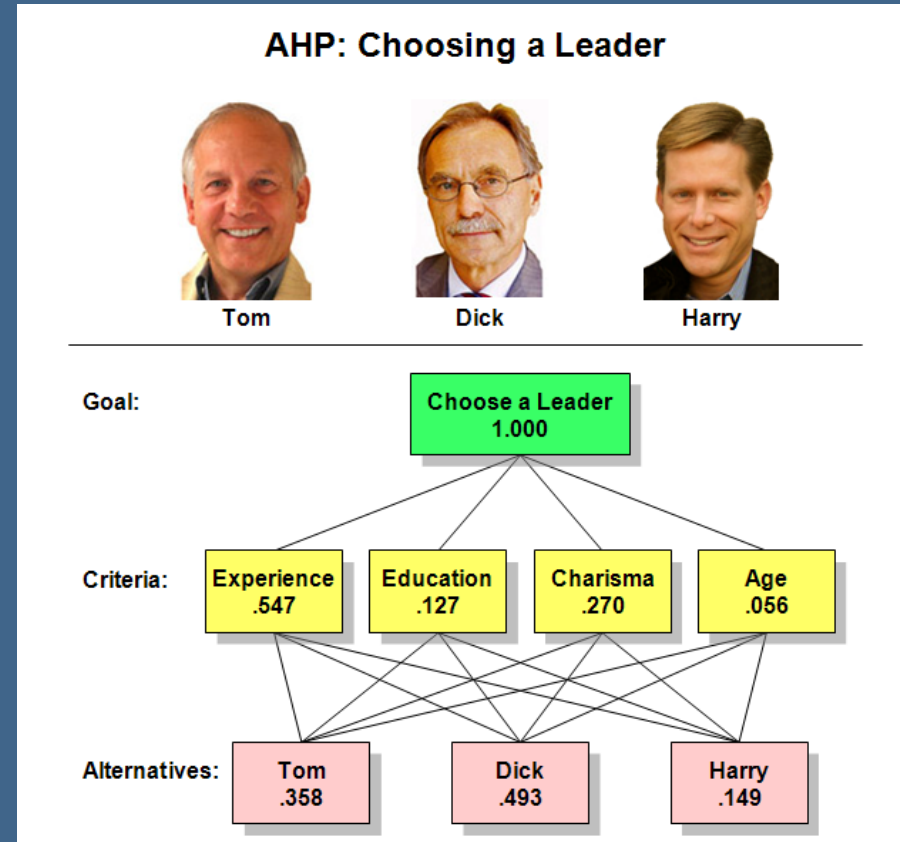 AHP: Choosing a Leader
Tom
Dick
Harry
Goal:
Choose a Leader
1.000
Criteria:
Experience
.547
Education
.127
Charisma
.270
Age
.056
Alternatives:
Tom
.358
Dick
.493
Harry
.149